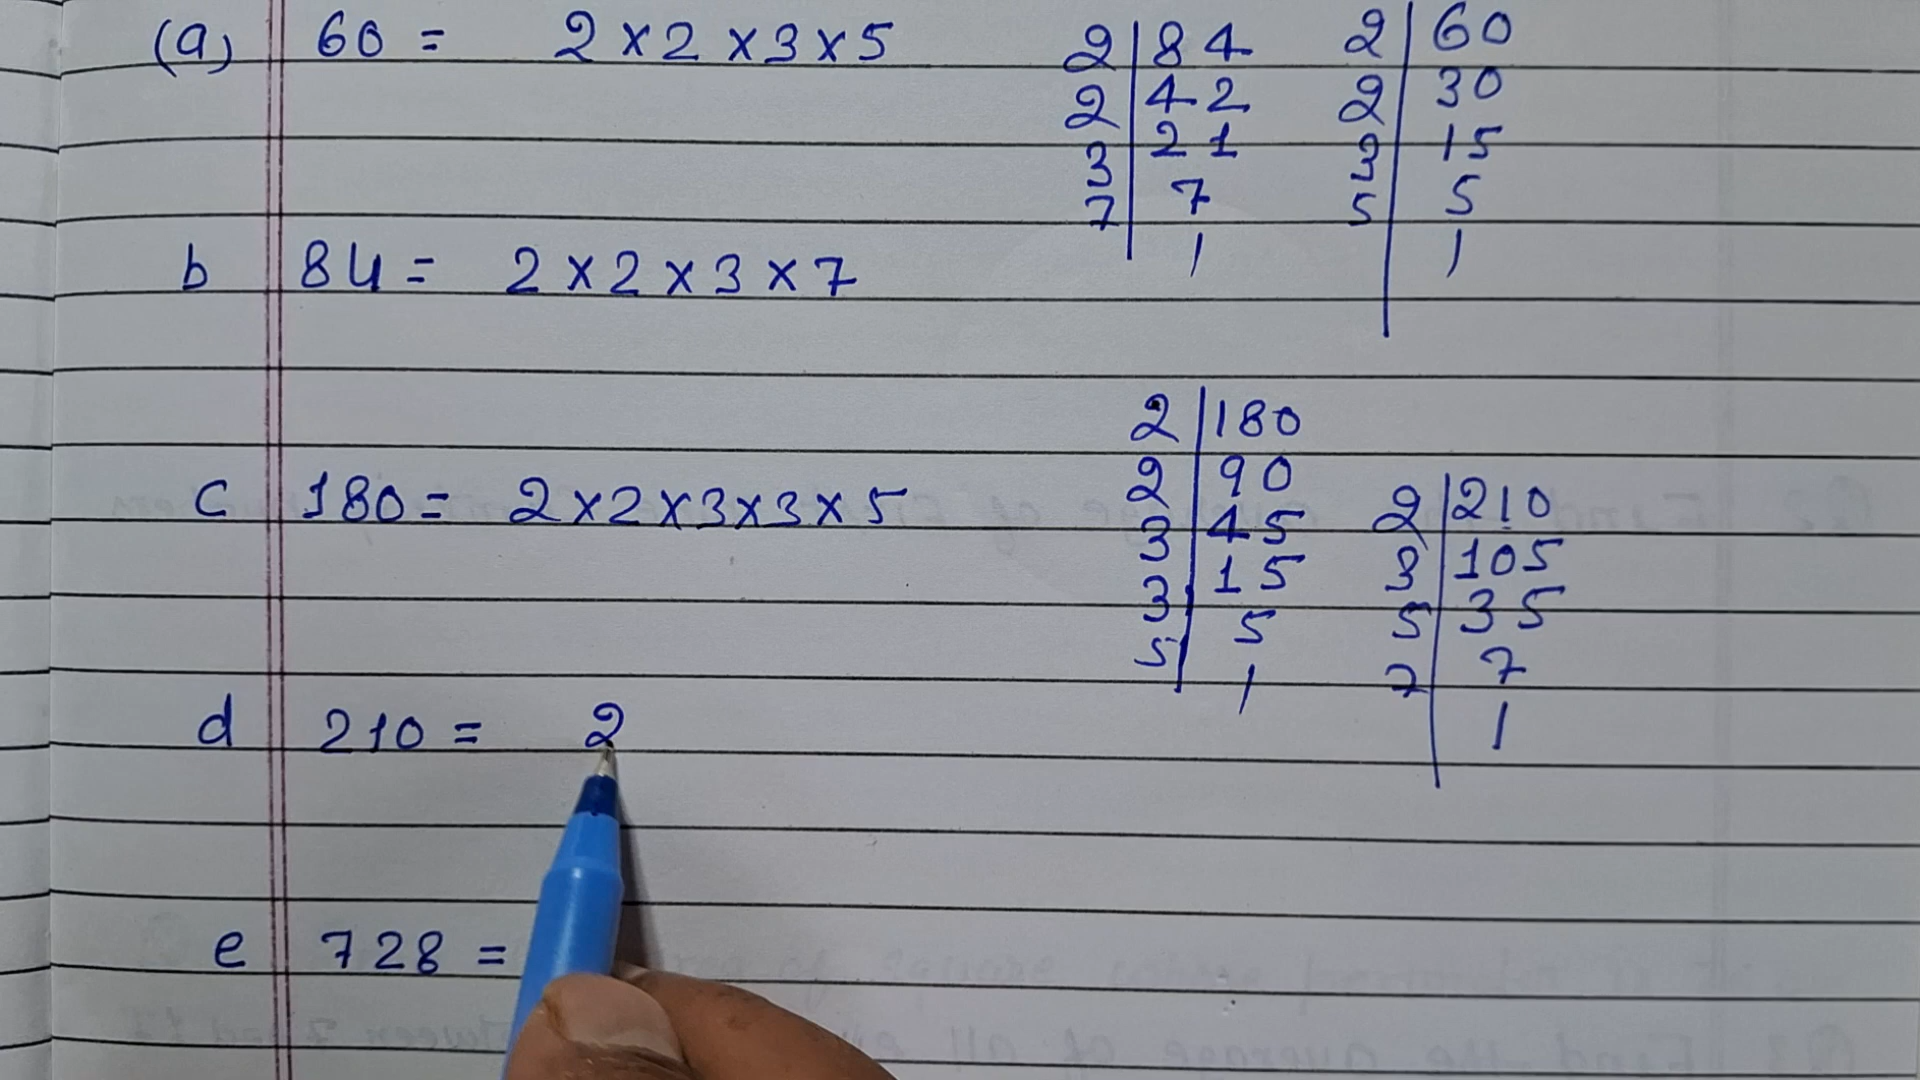 (a) 60 = 2 × 2 × 3 × 5
2 | 84
2 | 42
3 | 21
7 | 7
1
2 | 60
2 | 30
3 | 15
5 | 5
1
b 84 = 2 × 2 × 3 × 7
c 180 = 2 × 2 × 3 × 3 × 5
2 | 180
2 | 90
3 | 45
3 | 15
5 | 5
1
2 | 210
3 | 105
5 | 35
7 | 7
1
d 210 = 2
e 728 =